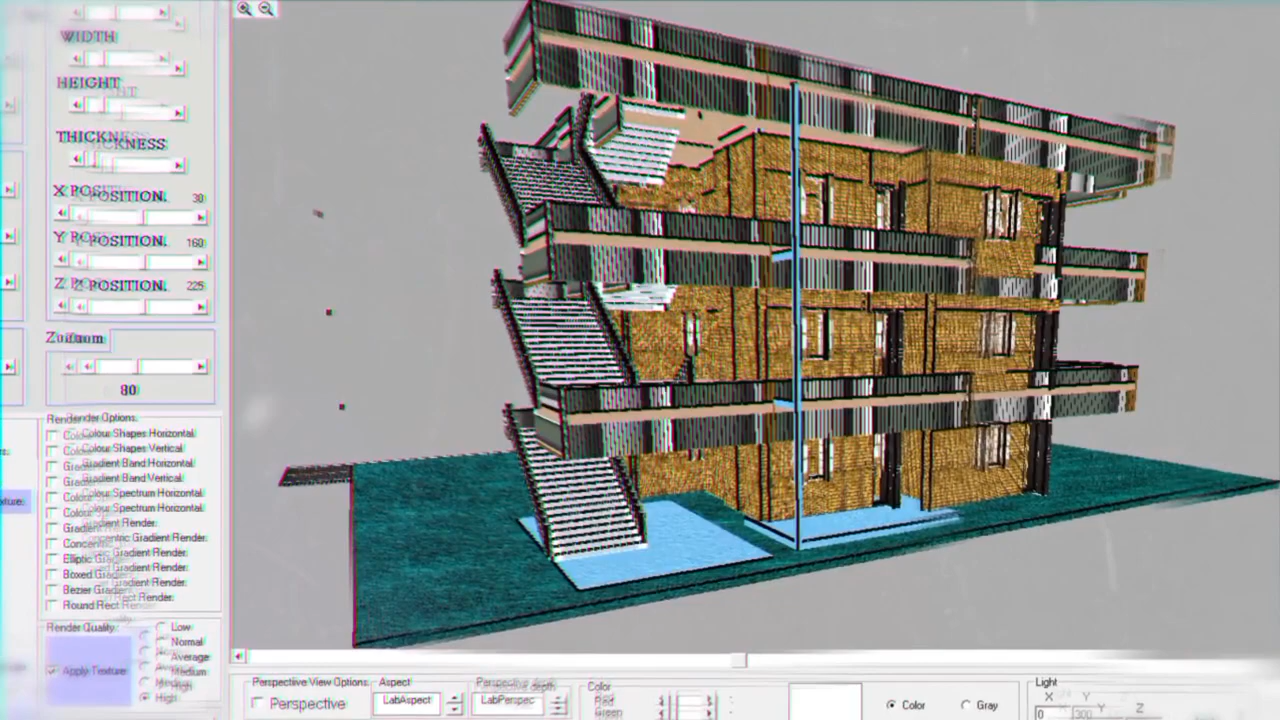 WIDTH
HEIGHT
THICKNESS
X POSITION. 30
Y POSITION. 160
Z POSITION. 225
80
Render Options:
Colour Shapes Horizontal.
Colour Shapes Vertical.
Gradient Band Horizontal.
Gradient Band Vertical.
Colour Spectrum Horizontal.
Colour Spectrum Horizontal.
Gradient Render.
Concentric Gradient Render.
Elliptic Gradient Render.
Boxed Gradient Render.
Bezier Gradient Render.
Round Rect Render.
Render Quality:
Apply Texture
Low
Normal
Average
Medium
High
Perspective View Options:
Perspective
Aspect
LabAspect
Perspective depth
LabPerspec
Color
Red
Green
Color
Gray
Light
X Y Z
0 300